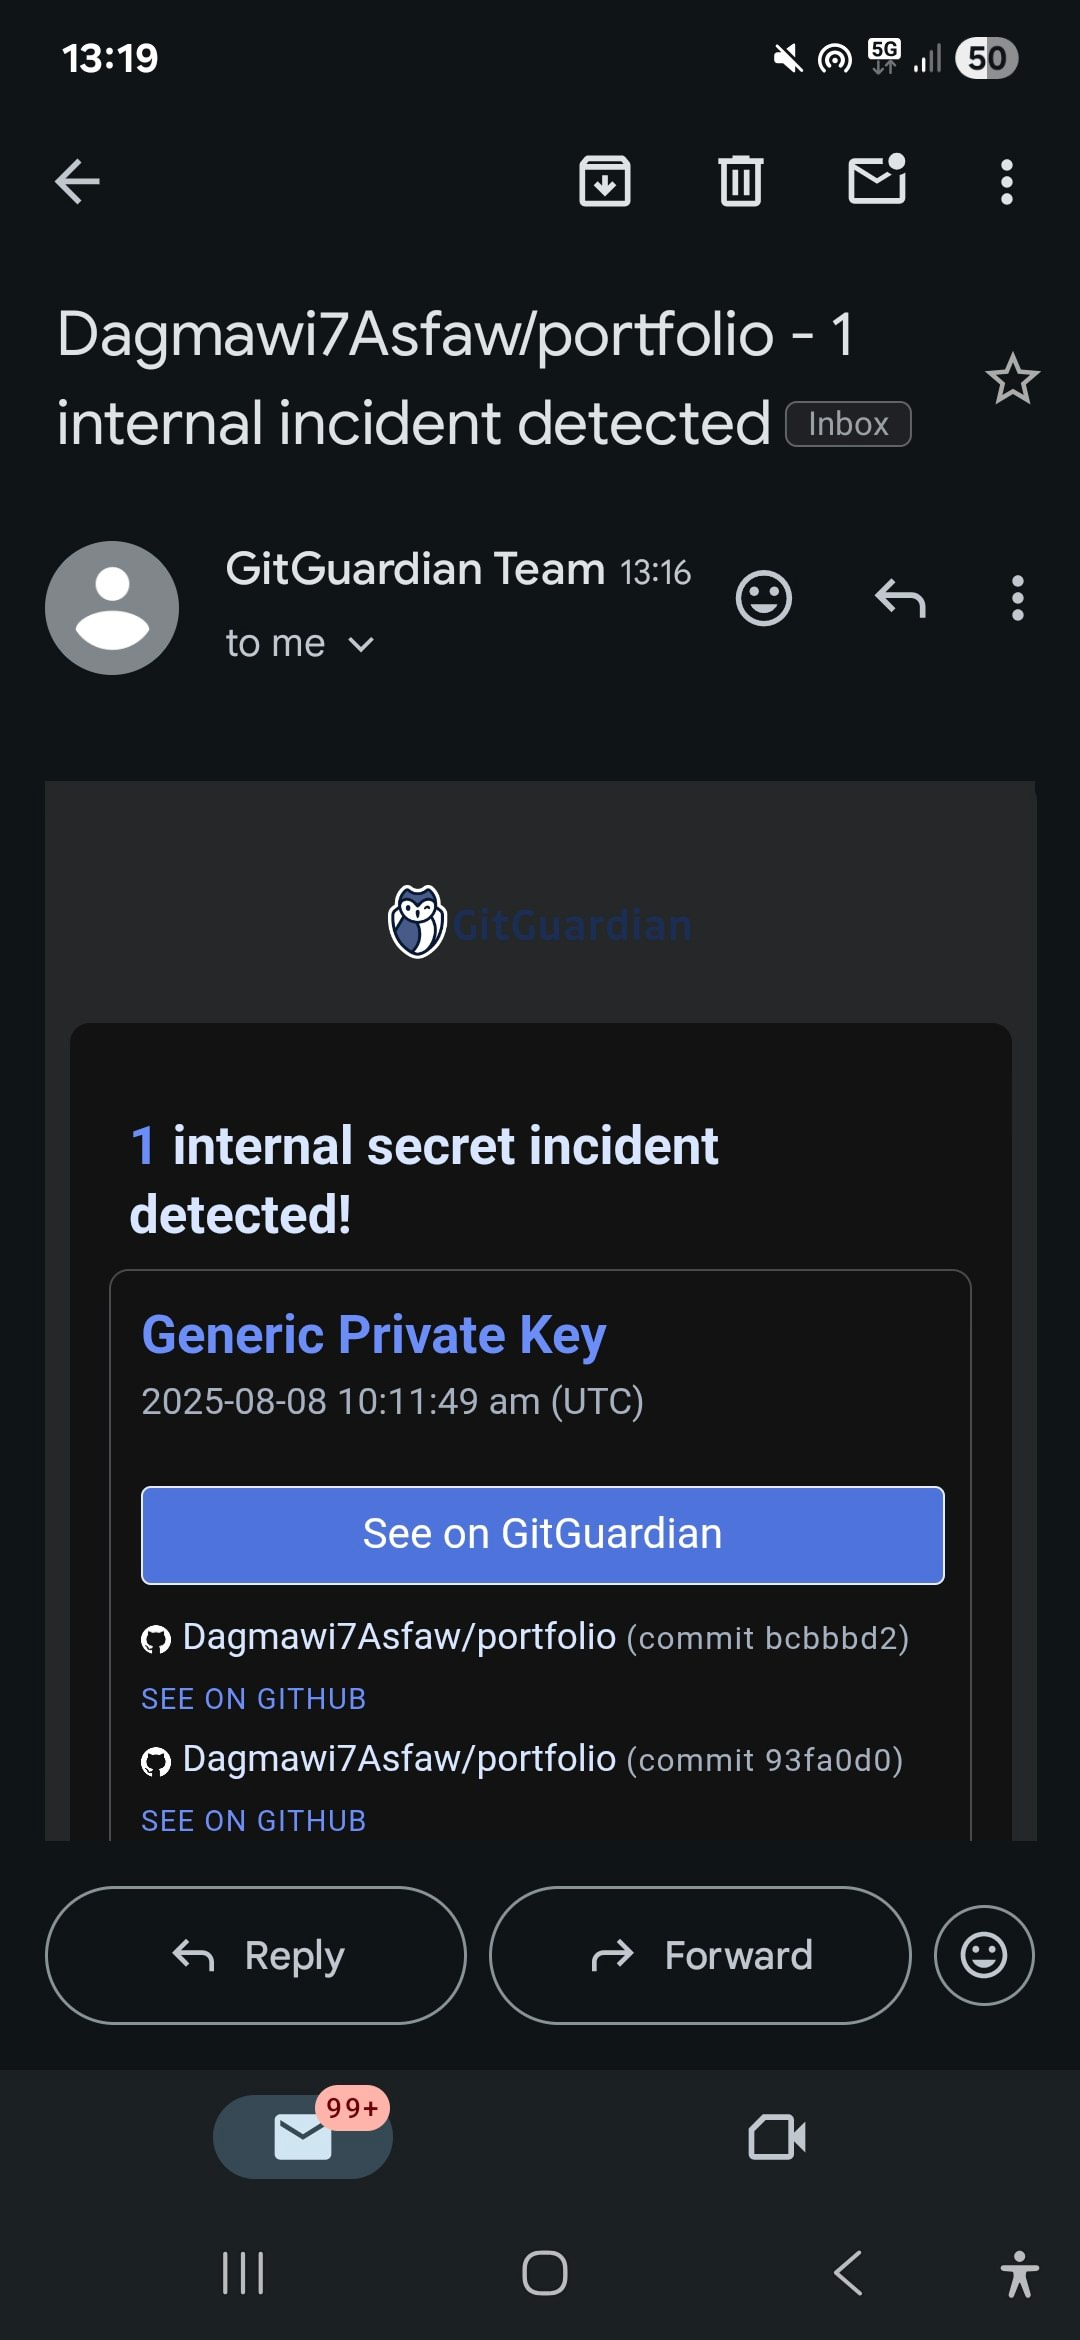 13:19
5G
50
Dagmawi7Asfaw/portfolio - 1
internal incident detected Inbox
GitGuardian Team 13:16
to me
GitGuardian
1 internal secret incident
detected!
Generic Private Key
2025-08-08 10:11:49 am (UTC)
See on GitGuardian
Dagmawi7Asfaw/portfolio (commit bcbbbd2)
SEE ON GITHUB
Dagmawi7Asfaw/portfolio (commit 93fa0d0)
SEE ON GITHUB
Reply
Forward
99+